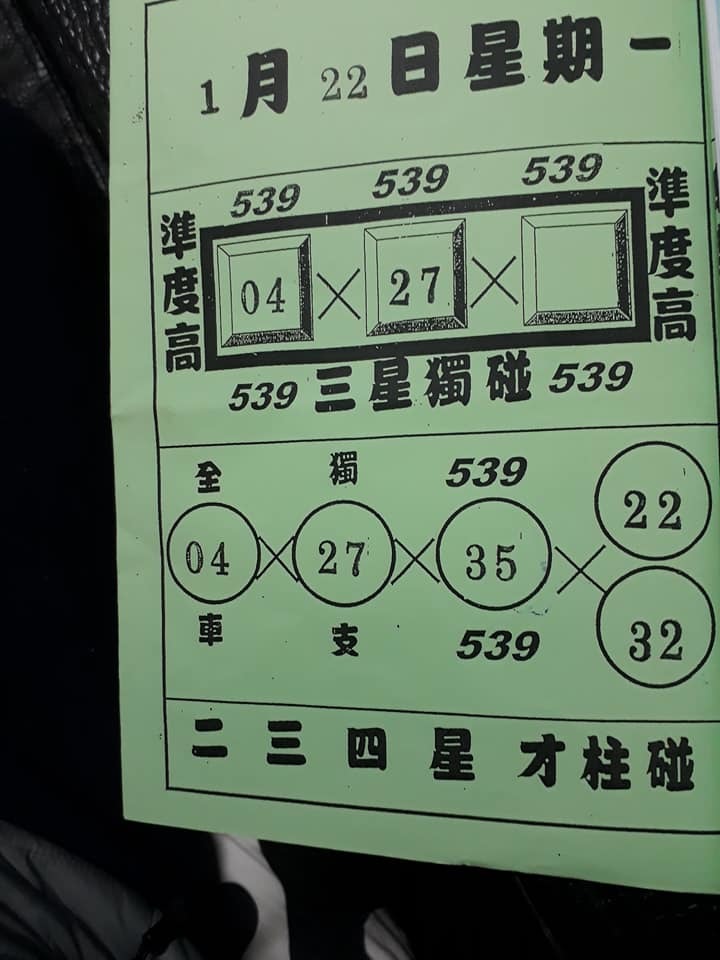 1月22日星期一
539 539 539
準度高 04 × 27 × 準度高
539 三星獨碰 539
全 獨 539
04 × 27 × 35 × 22 32
車 支 539
二三四星才柱碰